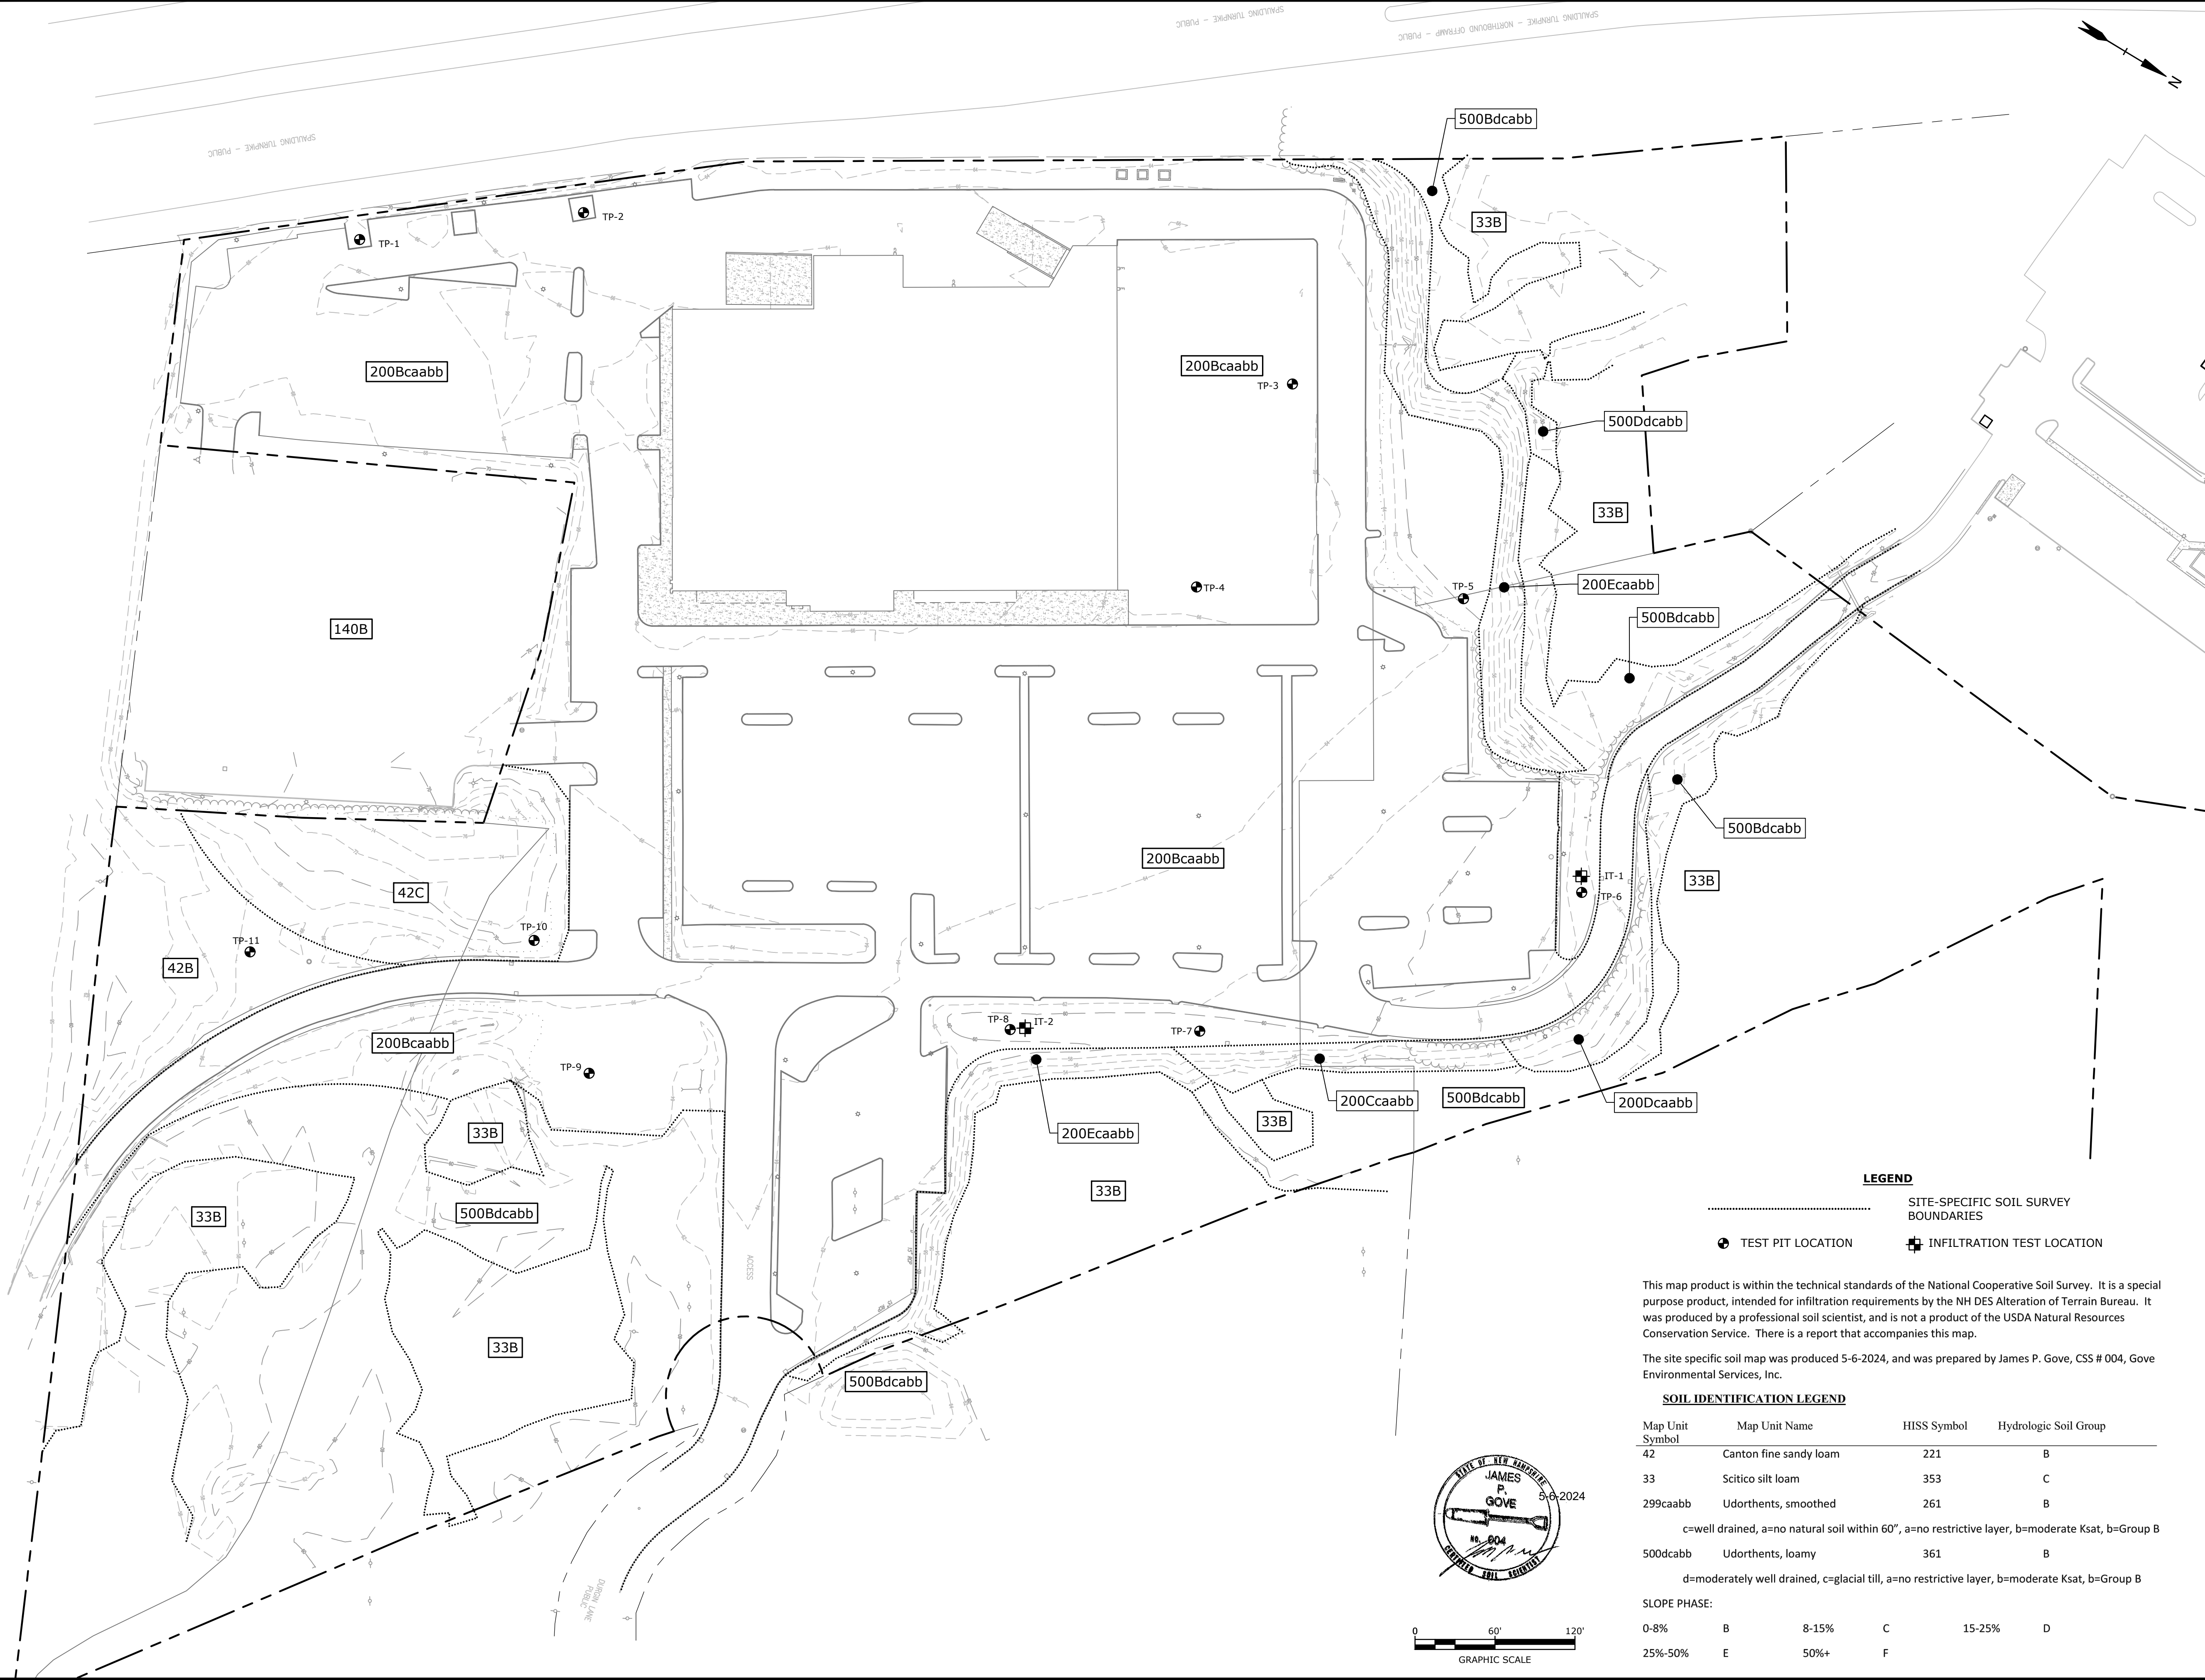 SPAULDING TURNPIKE - PUBLIC
SPAULDING TURNPIKE - NORTHBOUND OFFRAMP - PUBLIC
N
SPAULDING TURNPIKE - PUBLIC
500Bdcabb
33B
TP-1
TP-2
200Bcaabb
200Bcaabb
TP-3
500Ddcabb
33B
TP-4
TP-5
200Ecaabb
500Bdcabb
140B
500Bdcabb
200Bcaabb
42C
IT-1
TP-6
33B
TP-10
TP-11
42B
200Bcaabb
TP-8
IT-2
TP-7
TP-9
200Ccaabb
500Bdcabb
200Dcaabb
33B
200Ecaabb
33B
33B
33B
500Bdcabb
ACCESS
33B
500Bdcabb
DURGIN LANE
PUBLIC
LEGEND
SITE-SPECIFIC SOIL SURVEY
BOUNDARIES
TEST PIT LOCATION
INFILTRATION TEST LOCATION
This map product is within the technical standards of the National Cooperative Soil Survey. It is a special
purpose product, intended for infiltration requirements by the NH DES Alteration of Terrain Bureau. It
was produced by a professional soil scientist, and is not a product of the USDA Natural Resources
Conservation Service. There is a report that accompanies this map.
The site specific soil map was produced 5-6-2024, and was prepared by James P. Gove, CSS # 004, Gove
Environmental Services, Inc.
SOIL IDENTIFICATION LEGEND
Map Unit Symbol Map Unit Name HISS Symbol Hydrologic Soil Group
42 Canton fine sandy loam 221 B
33 Scitico silt loam 353 C
299caabb Udorthents, smoothed 261 B
c=well drained, a=no natural soil within 60”, a=no restrictive layer, b=moderate Ksat, b=Group B
500dcabb Udorthents, loamy 361 B
d=moderately well drained, c=glacial till, a=no restrictive layer, b=moderate Ksat, b=Group B
SLOPE PHASE:
0-8% B 8-15% C 15-25% D
25%-50% E 50%+ F
STATE OF NEW HAMPSHIRE
JAMES
P.
GOVE
NO. 004
CERTIFIED SOIL SCIENTIST
5-6-2024
0 60' 120'
GRAPHIC SCALE